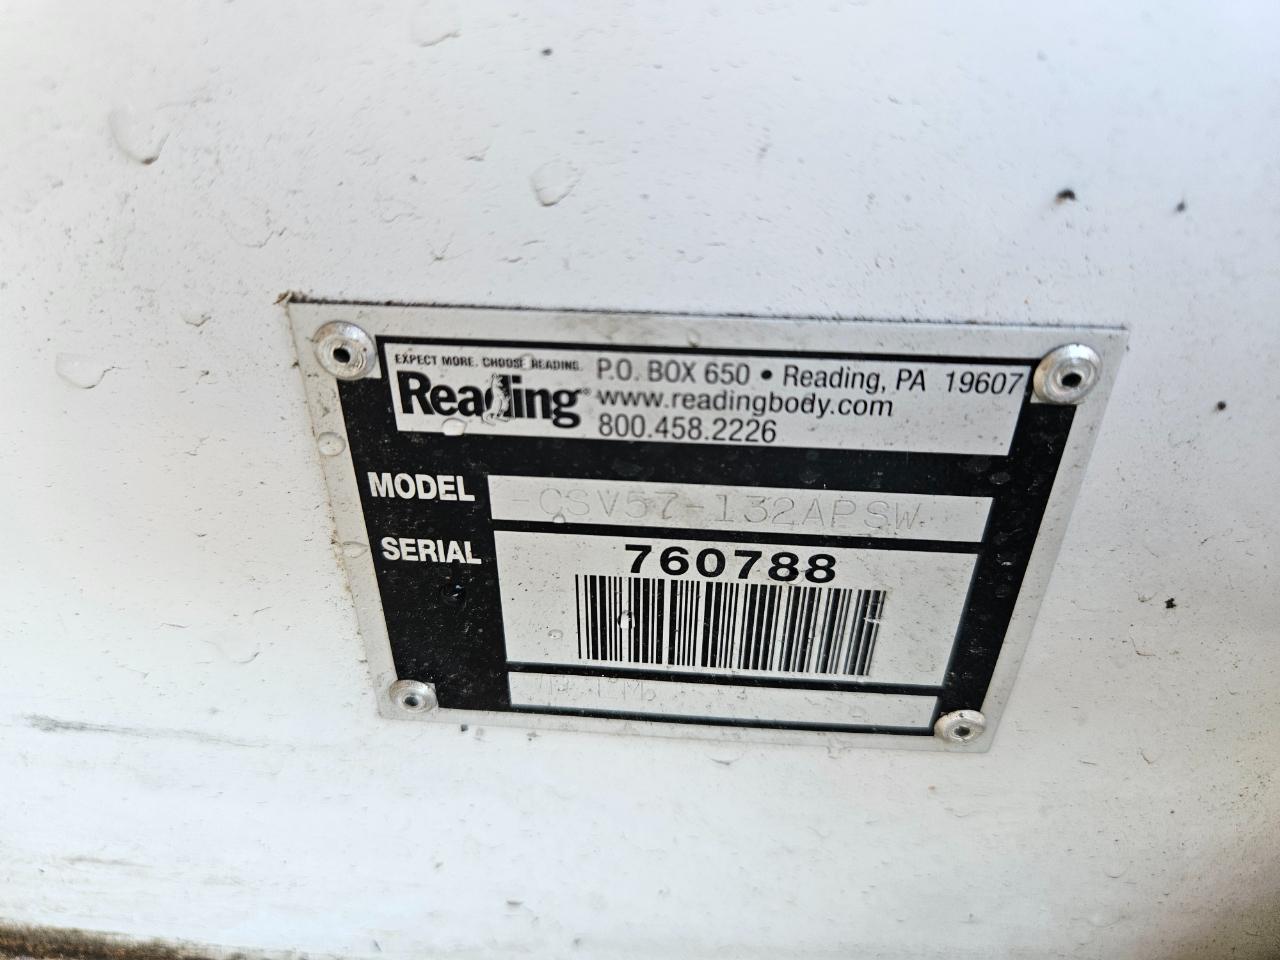 EXPECT MORE. CHOOSE READING.
Reading
P.O. BOX 650 • Reading, PA 19607
www.readingbody.com
800.458.2226
MODEL -CSV57-132APSW
SERIAL 760788